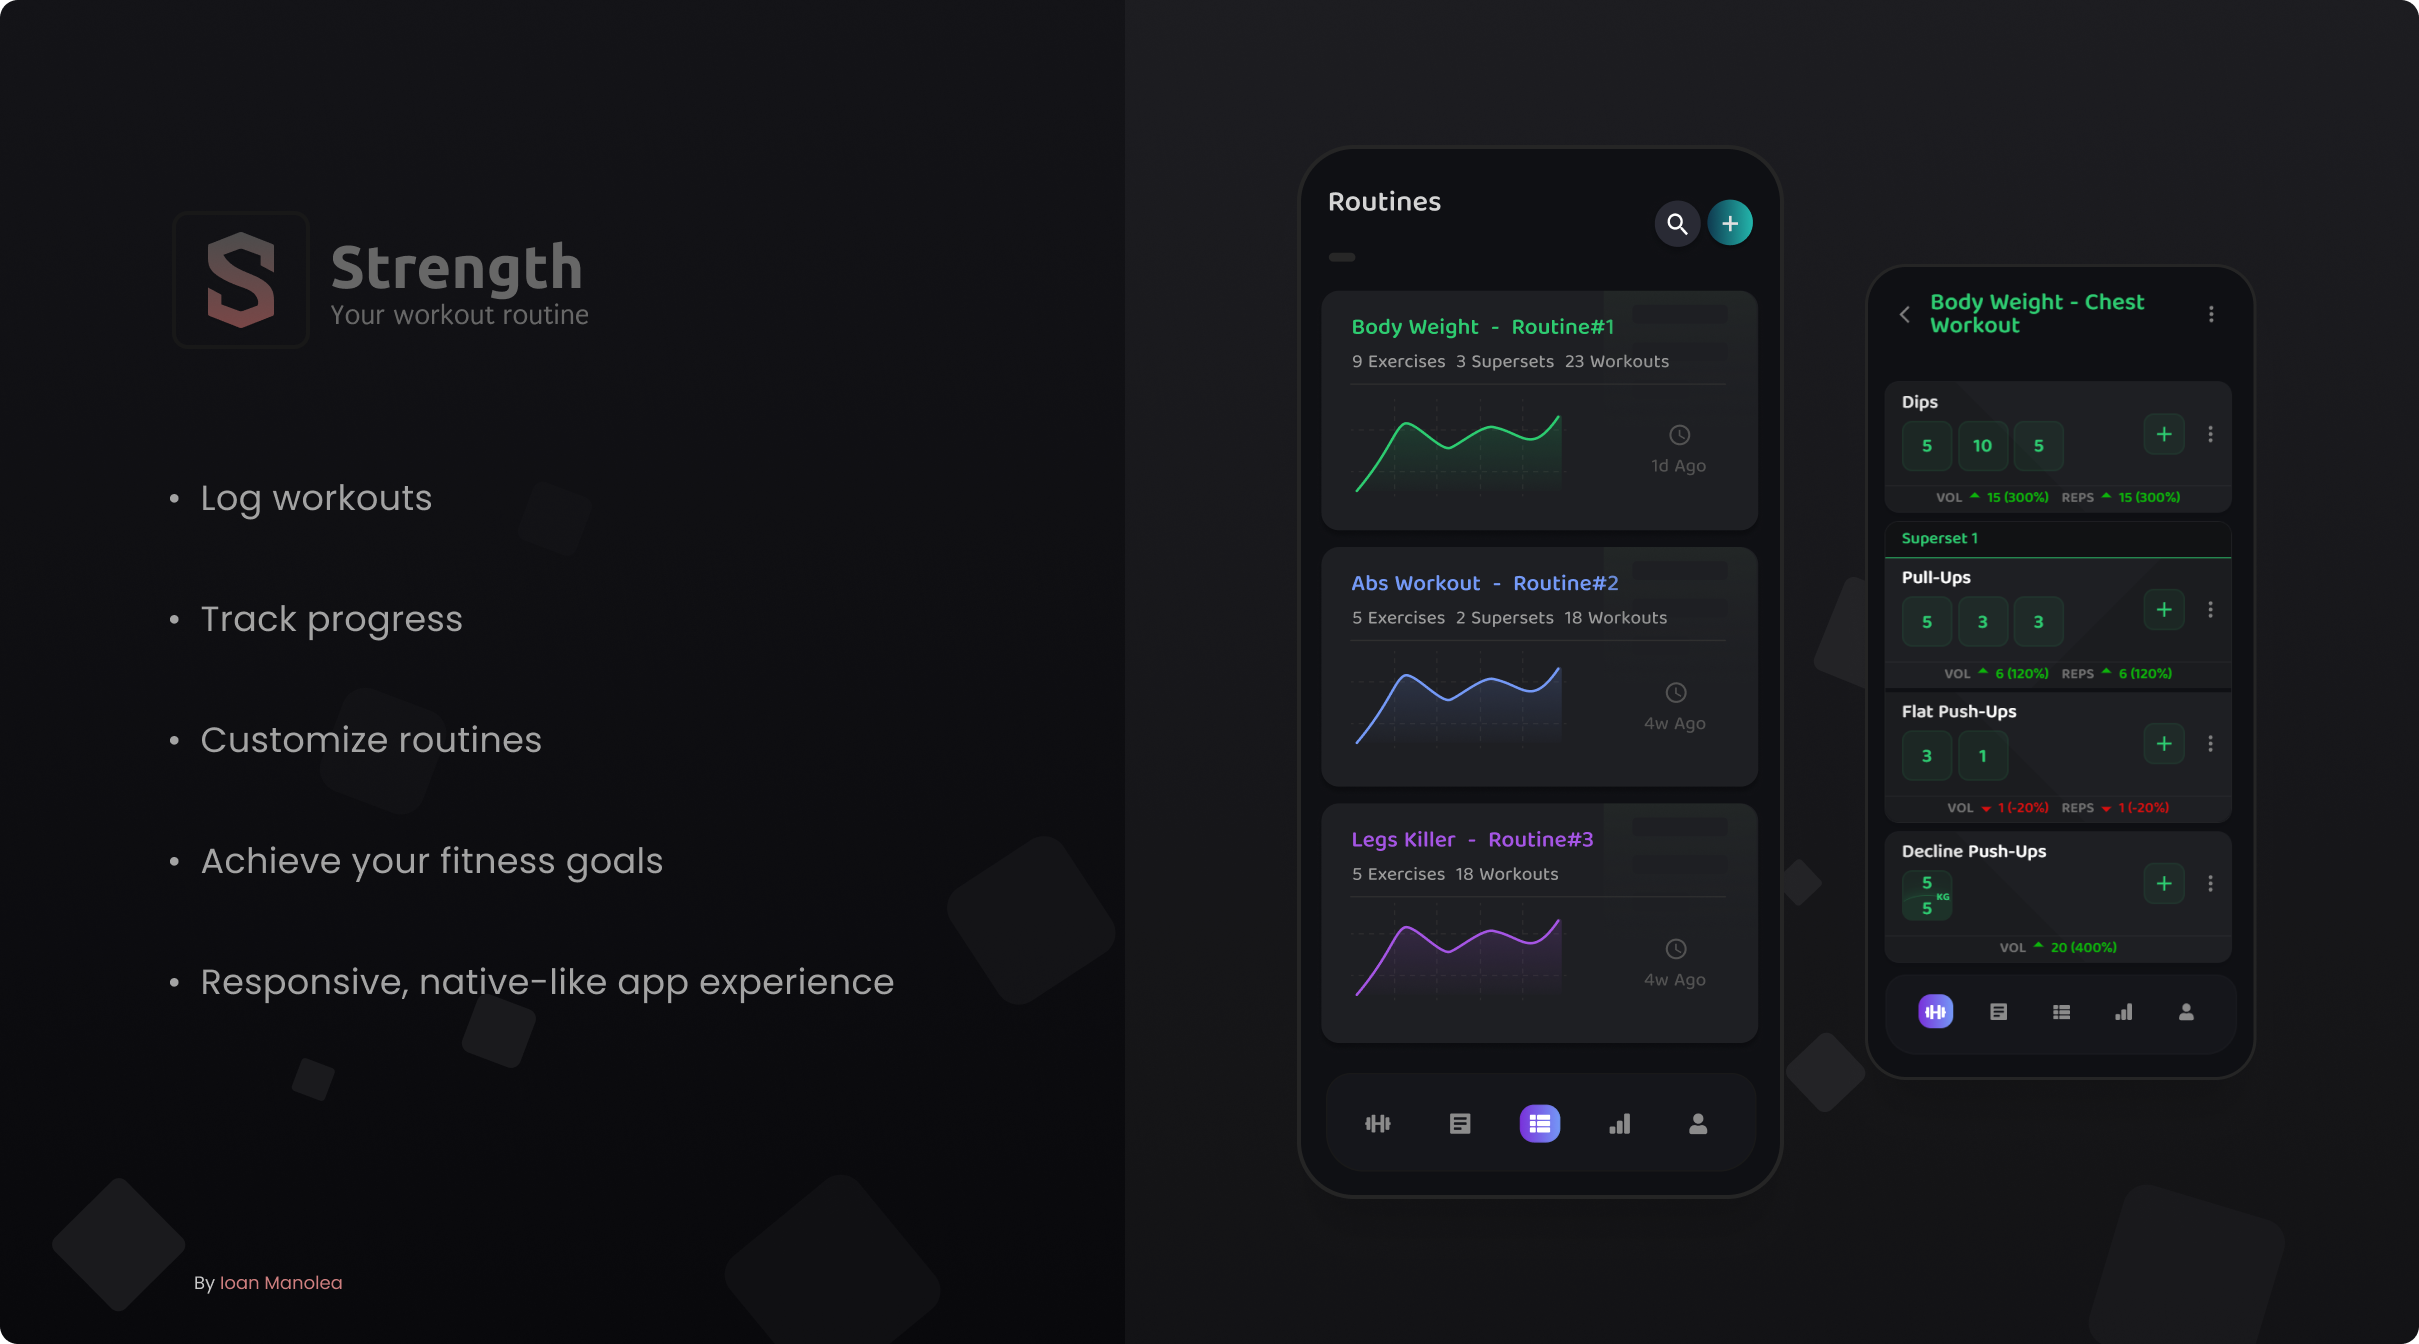 Strength
Your workout routine
• Log workouts
• Track progress
• Customize routines
• Achieve your fitness goals
• Responsive, native-like app experience
By Ioan Manolea
Routines
Body Weight - Routine#1
9 Exercises 3 Supersets 23 Workouts
1d Ago
Abs Workout - Routine#2
5 Exercises 2 Supersets 18 Workouts
4w Ago
Legs Killer - Routine#3
5 Exercises 18 Workouts
4w Ago
Body Weight - Chest
Workout
Dips
5 10 5
VOL 15 (300%) REPS 15 (300%)
Superset 1
Pull-Ups
5 3 3
VOL 6 (120%) REPS 6 (120%)
Flat Push-Ups
3 1
VOL 1 (-20%) REPS 1 (-20%)
Decline Push-Ups
5
KG
5
VOL 20 (400%)